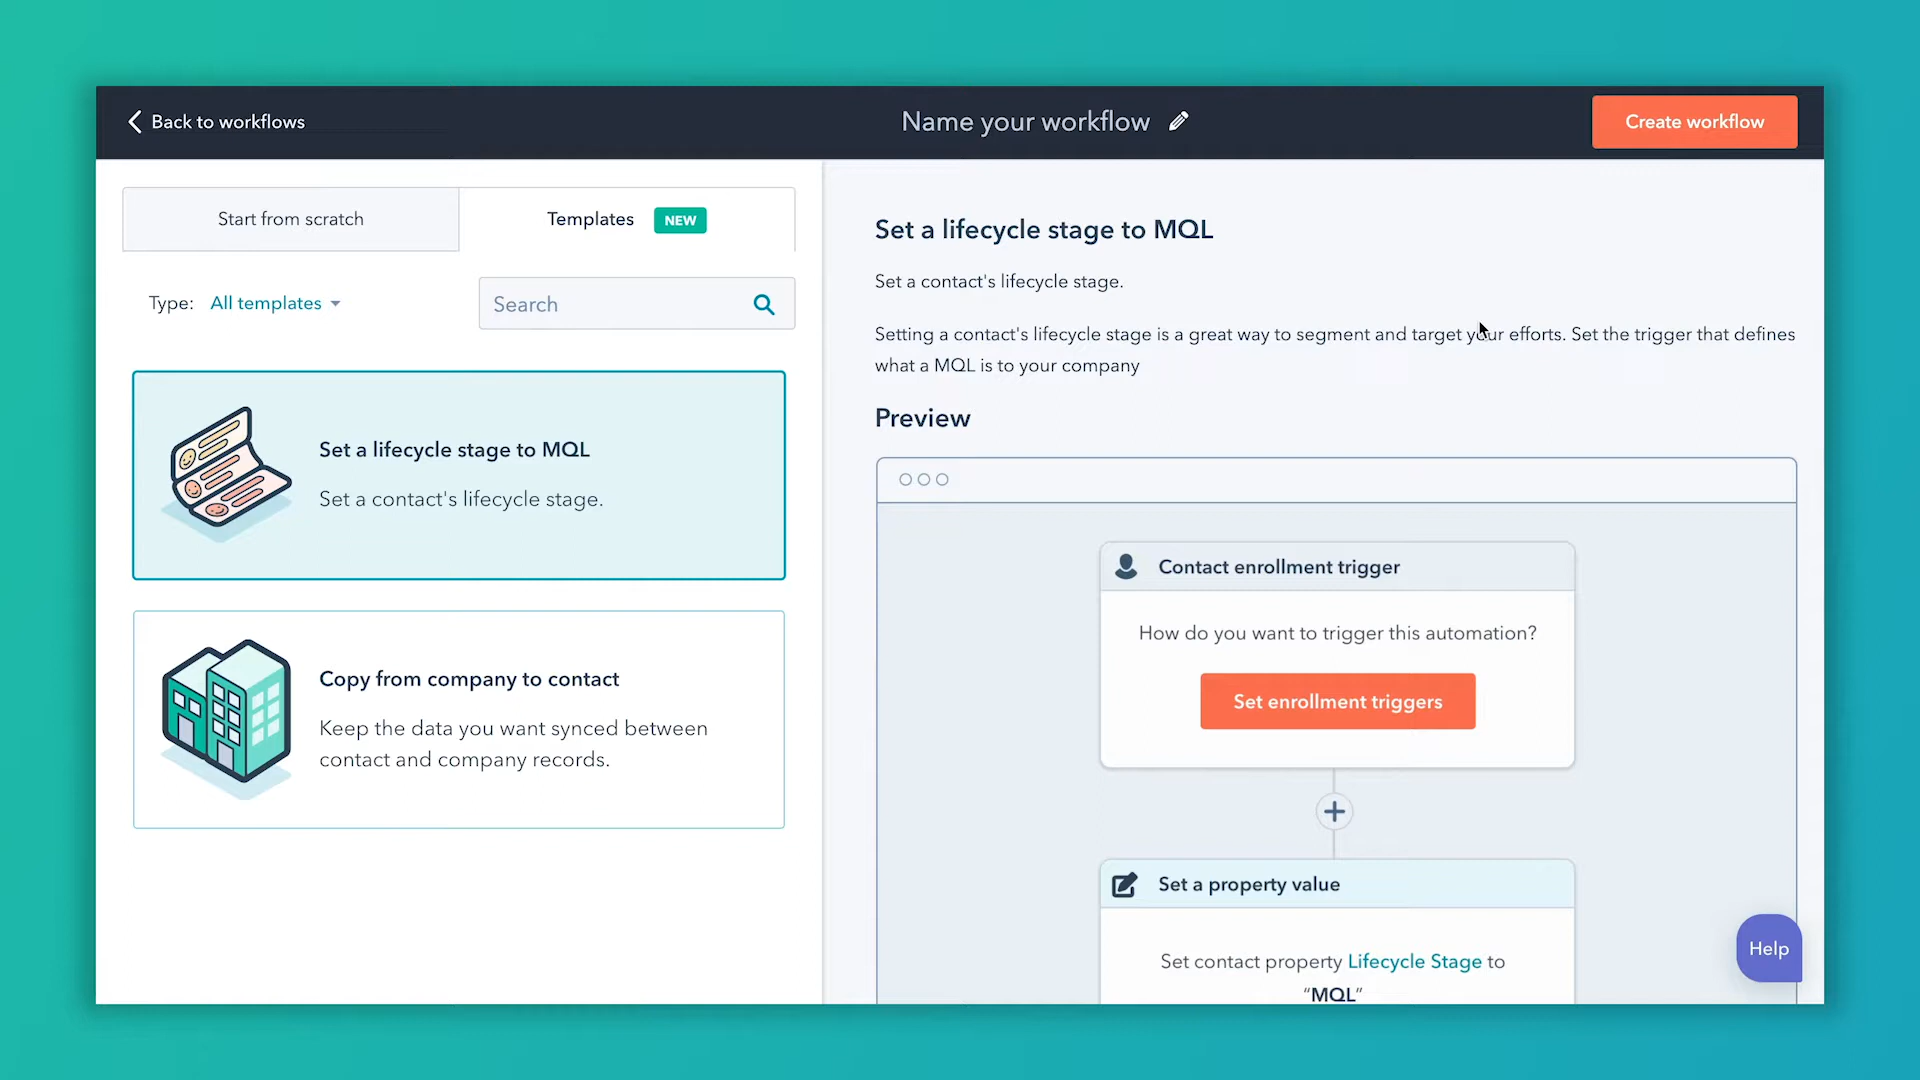 Back to workflows
Name your workflow
Create workflow
Start from scratch
Templates NEW
Type: All templates
Search
Set a lifecycle stage to MQL
Set a contact's lifecycle stage.
Copy from company to contact
Keep the data you want synced between
contact and company records.
Set a lifecycle stage to MQL
Set a contact's lifecycle stage.
Setting a contact's lifecycle stage is a great way to segment and target your efforts. Set the trigger that defines
what a MQL is to your company
Preview
Contact enrollment trigger
How do you want to trigger this automation?
Set enrollment triggers
Set a property value
Set contact property Lifecycle Stage to
“MQL”
Help